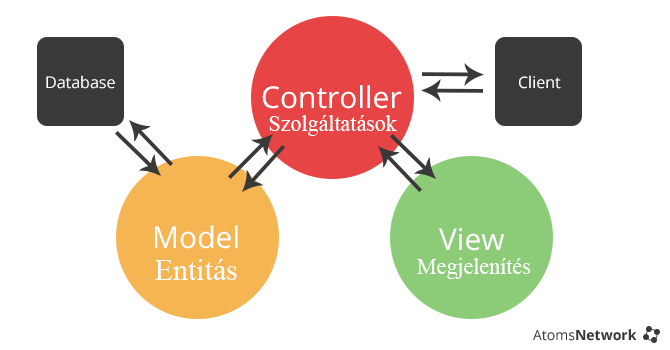 Database
Controller
Szolgáltatások
Client
Model
Entitás
View
Megjelenítés
AtomsNetwork